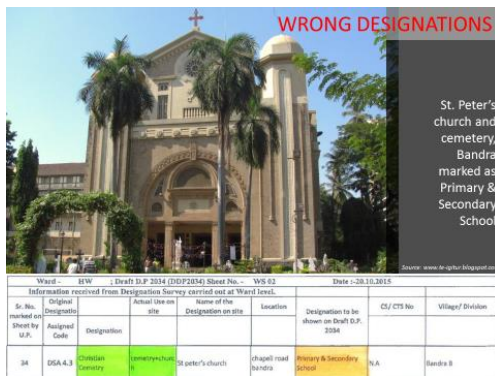 WRONG DESIGNATIONS
St. Peter's
church and
cemetery,
Bandra
marked as
Primary &
Secondary
School
Source: www.te-igitur.blogspot.co
Ward - HW ; Draft D.P 2034 (DDP2034) Sheet No. - WS 02 Date :-20.10.2015
Information received from Designation Survey carried out at Ward level.
Sr. No. marked on Sheet by U.P.
Original Designatio
Assigned Code
Designation
Actual Use on site
Name of the Designation on site
Location
Designation to be shown on Draft D.P. 2034
CS/ CTS No
Village/ Division
34 DSA 4.3 Christian Cemetry cemetry+churc h St peter's church chapell road bandra Primary & Secondary School N.A Bandra B